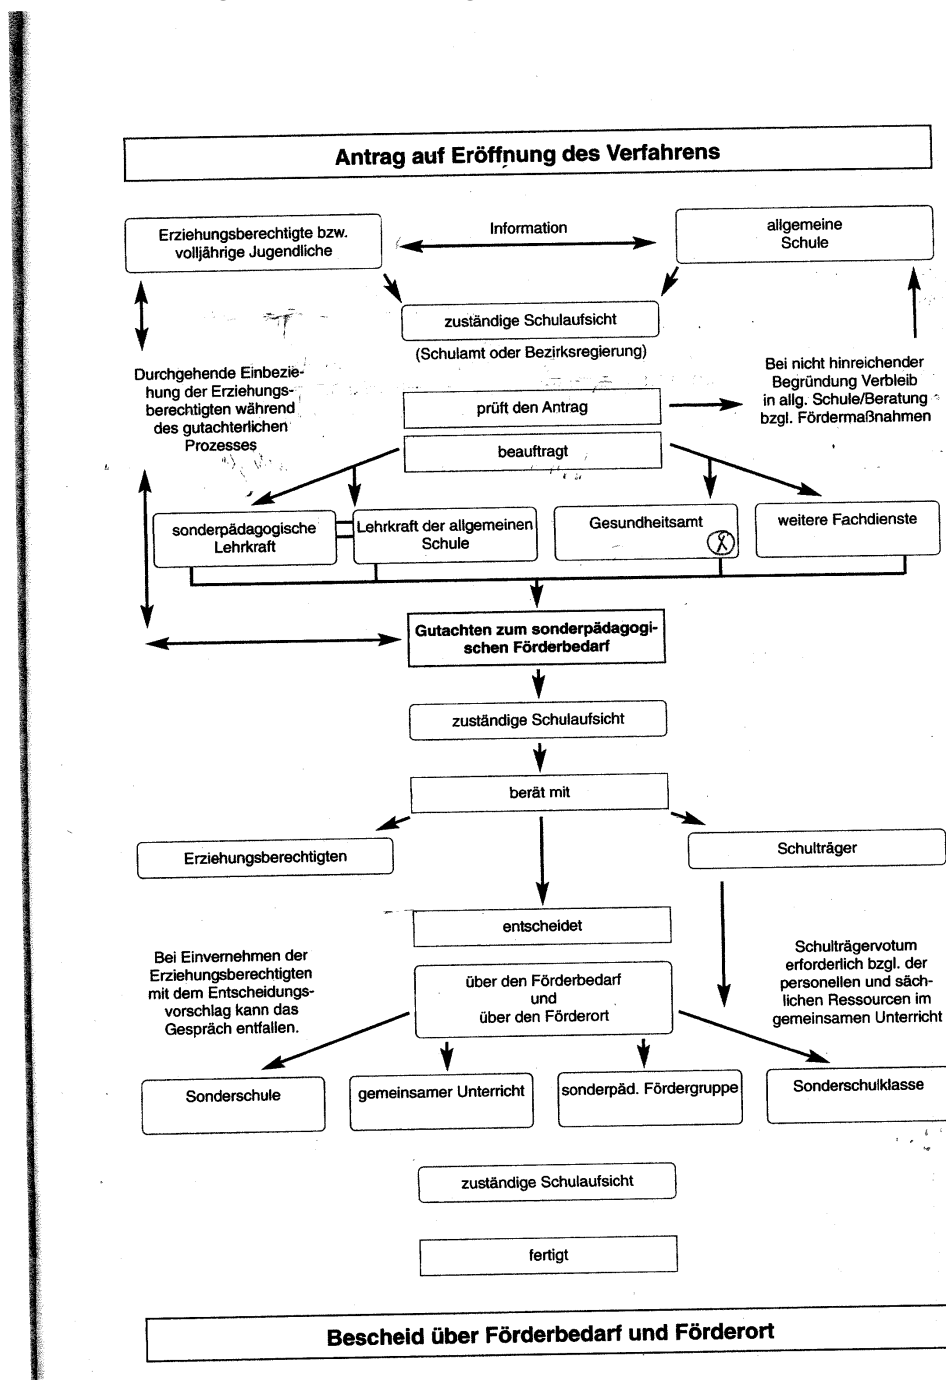 Antrag auf Eröffnung des Verfahrens
Erziehungsberechtigte bzw.
volljährige Jugendliche
Information
allgemeine
Schule
zuständige Schulaufsicht
(Schulamt oder Bezirksregierung)
Durchgehende Einbezie-
hung der Erziehungs-
berechtigten während
des gutachterlichen
Prozesses
Bei nicht hinreichender
Begründung Verbleib
in allg. Schule/Beratung
bzgl. Fördermaßnahmen
prüft den Antrag
beauftragt
sonderpädagogische
Lehrkraft
Lehrkraft der allgemeinen
Schule
Gesundheitsamt
weitere Fachdienste
Gutachten zum sonderpädagogi-
schen Förderbedarf
zuständige Schulaufsicht
berät mit
Erziehungsberechtigten
Schulträger
entscheidet
Bei Einvernehmen der
Erziehungsberechtigten
mit dem Entscheidungs-
vorschlag kann das
Gespräch entfallen.
über den Förderbedarf
und
über den Förderort
Schulträgervotum
erforderlich bzgl. der
personellen und säch-
lichen Ressourcen im
gemeinsamen Unterricht
Sonderschule
gemeinsamer Unterricht
sonderpäd. Fördergruppe
Sonderschulklasse
zuständige Schulaufsicht
fertigt
Bescheid über Förderbedarf und Förderort